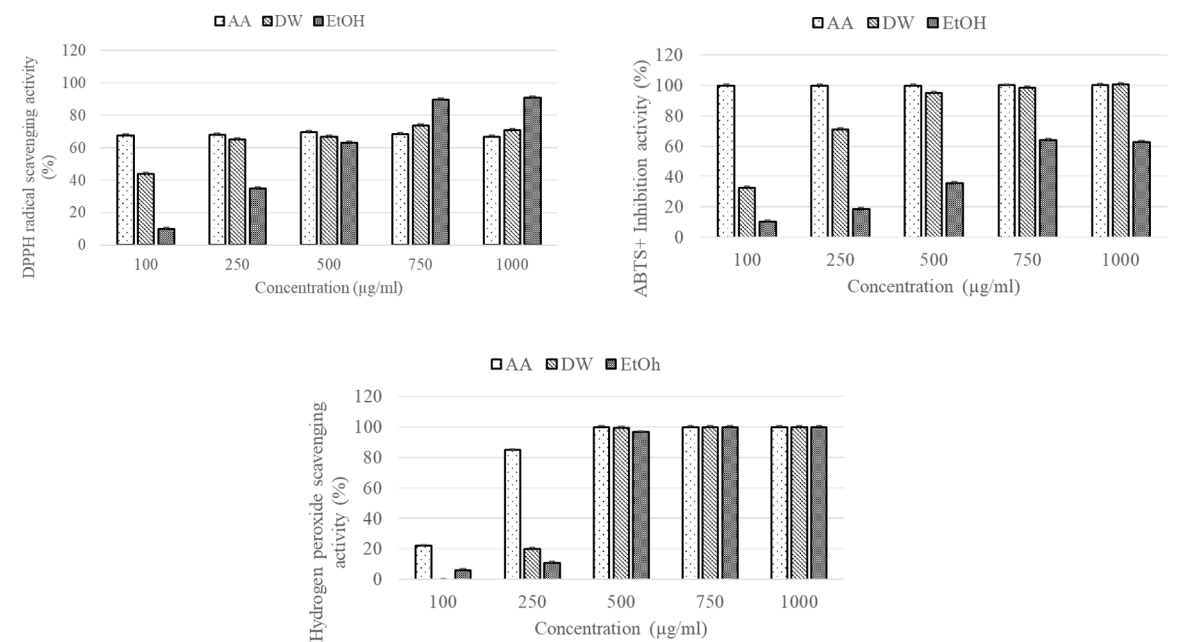 AA DW EtOH
DPPH radical scavenging activity
(%)
120
100
80
60
40
20
0
100 250 500 750 1000
Concentration (µg/ml)
AA DW EtOH
ABTS+ Inhibition activity (%)
120
100
80
60
40
20
0
100 250 500 750 1000
Concentration (µg/ml)
AA DW EtOh
Hydrogen peroxide scavenging
activity (%)
120
100
80
60
40
20
0
100 250 500 750 1000
Concentration (µg/ml)